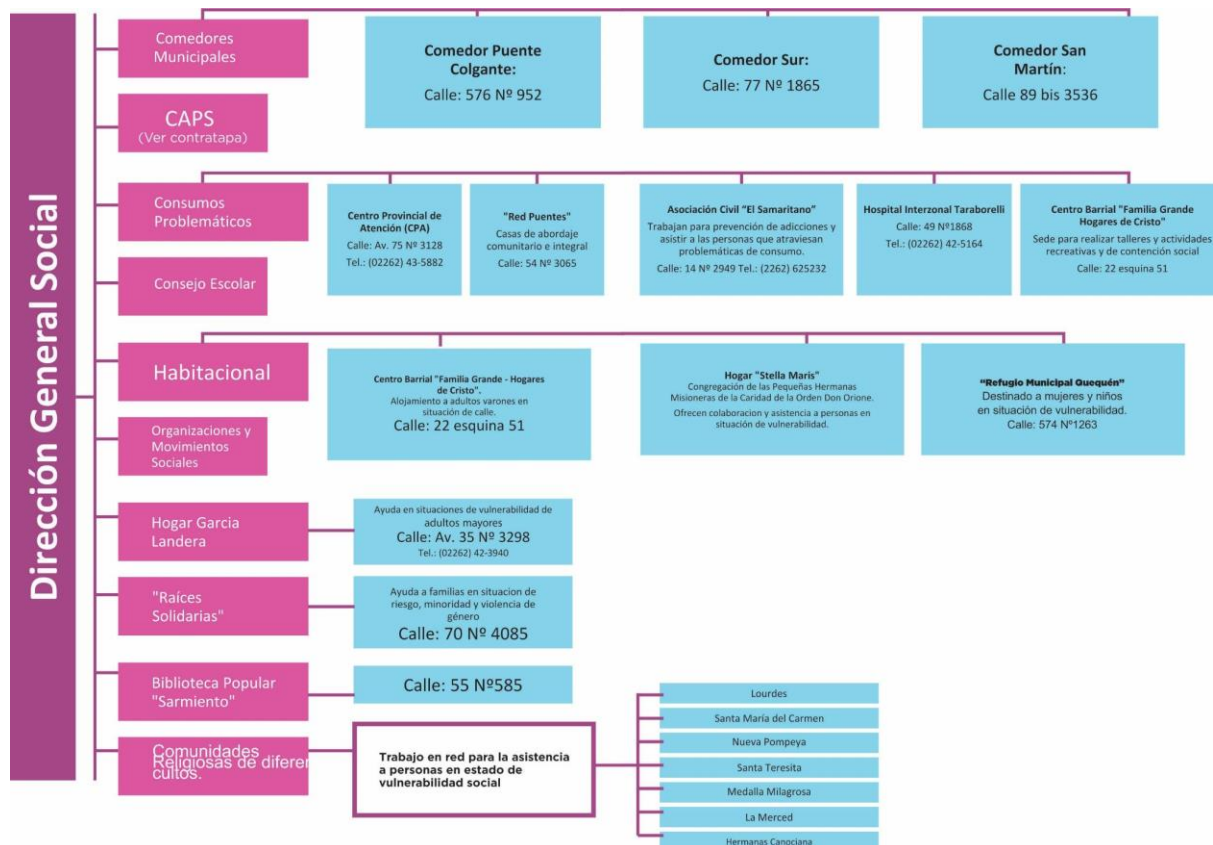 Dirección General Social
Comedores
Municipales
Comedor Puente
Colgante:
Calle: 576 Nº 952
Comedor Sur:
Calle: 77 Nº 1865
Comedor San
Martín:
Calle 89 bis 3536
CAPS
(Ver contratapa)
Consumos
Problemáticos
Centro Provincial de
Atención (CPA)
Calle: Av. 75 Nº 3128
Tel.: (02262) 43-5882
"Red Puentes"
Casas de abordaje
comunitario e integral
Calle: 54 Nº 3065
Asociación Civil "El Samaritano"
Trabajan para prevención de adicciones y
asistir a las personas que atraviesan
problemáticas de consumo.
Calle: 14 Nº 2949 Tel.: (2262) 625232
Hospital Interzonal Taraborelli
Calle: 49 Nº1868
Tel.: (02262) 42-5164
Centro Barrial "Familia Grande
Hogares de Cristo"
Sede para realizar talleres y actividades
recreativas y de contención social
Calle: 22 esquina 51
Consejo Escolar
Habitacional
Centro Barrial "Familia Grande - Hogares
de Cristo".
Alojamiento a adultos varones en
situación de calle.
Calle: 22 esquina 51
Hogar "Stella Maris"
Congregación de las Pequeñas Hermanas
Misioneras de la Caridad de la Orden Don Orione.
Ofrecen colaboracion y asistencia a personas en
situación de vulnerabilidad.
"Refugio Municipal Quequén"
Destinado a mujeres y niños
en situación de vulnerabilidad.
Calle: 574 Nº1263
Organizaciones y
Movimientos
Sociales
Hogar Garcia
Landera
Ayuda en situaciones de vulnerabilidad de
adultos mayores
Calle: Av. 35 Nº 3298
Tel.: (02262) 42-3940
"Raíces
Solidarias"
Ayuda a familias en situacion de
riesgo, minoridad y violencia de
género
Calle: 70 Nº 4085
Biblioteca Popular
"Sarmiento"
Calle: 55 Nº585
Comunidades
Religiosas de diferen
cultos.
Trabajo en red para la asistencia
a personas en estado de
vulnerabilidad social
Lourdes
Santa María del Carmen
Nueva Pompeya
Santa Teresita
Medalla Milagrosa
La Merced
Hermanas Canociana